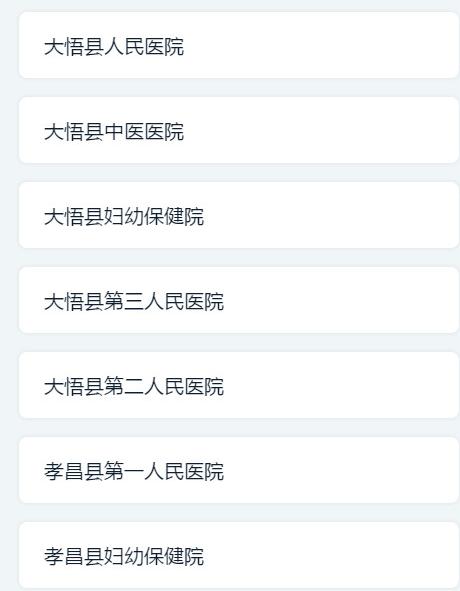 大悟县人民医院
大悟县中医医院
大悟县妇幼保健院
大悟县第三人民医院
大悟县第二人民医院
孝昌县第一人民医院
孝昌县妇幼保健院